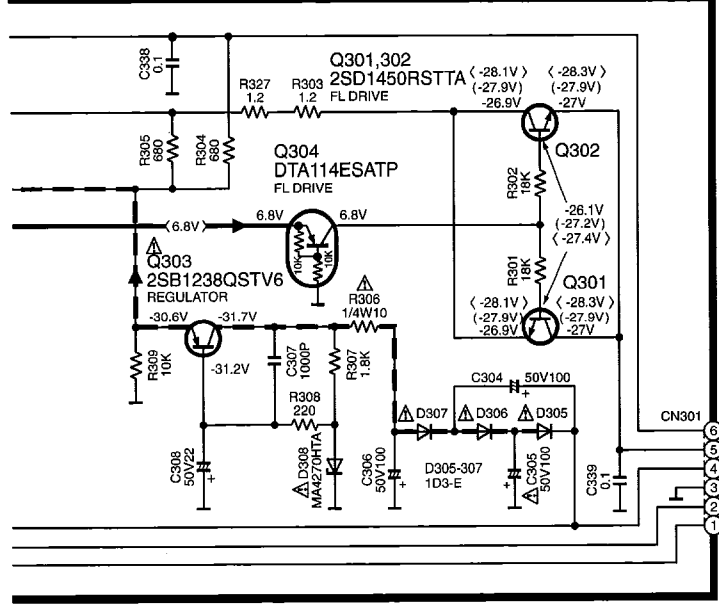 C338
0.1
R327
1.2
R303
1.2
Q301,302
2SD1450RSTTA
FL DRIVE
⟨-28.1V⟩
(-27.9V)
-26.9V
⟨-28.3V⟩
(-27.9V)
-27V
R305
680
R304
680
Q304
DTA114ESATP
FL DRIVE
Q302
R302
18K
6.8V
6.8V
⟨6.8V⟩
10K
10K
-26.1V
(-27.2V)
⟨-27.4V⟩
Q303
2SB1238QSTV6
REGULATOR
R301
18K
Q301
R306
1/4W10
⟨-28.1V⟩
(-27.9V)
-26.9V
⟨-28.3V⟩
(-27.9V)
-27V
-30.6V
-31.7V
-31.2V
R309
10K
C307
1000P
R307
1.8K
R308
220
C304
50V100
D307
D306
D305
CN301
C308
50V22
+
D308
MA4270HTA
C306
50V100
+
D305-307
1D3-E
C305
50V100
+
+
C339
0.1
6
5
4
3
2
1